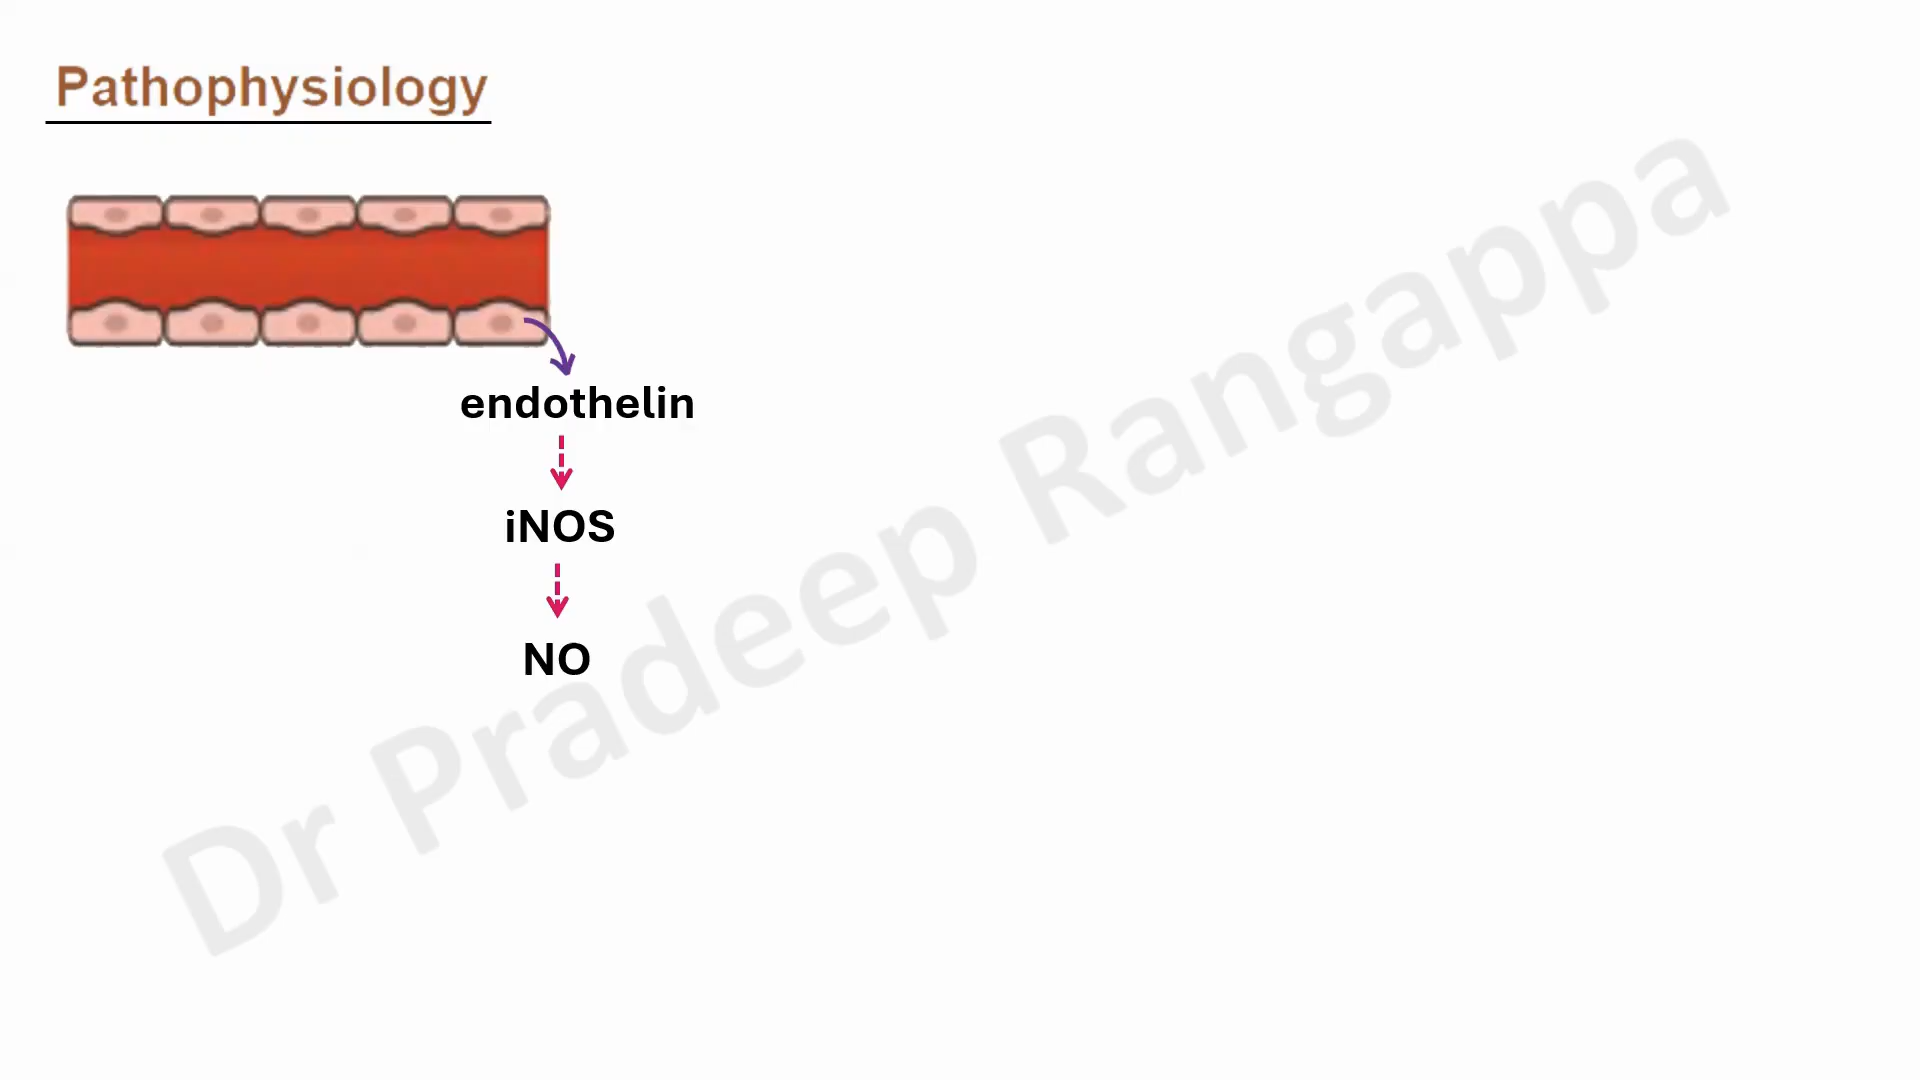 Pathophysiology
endothelin
iNOS
NO
Dr Pradeep Rangappa